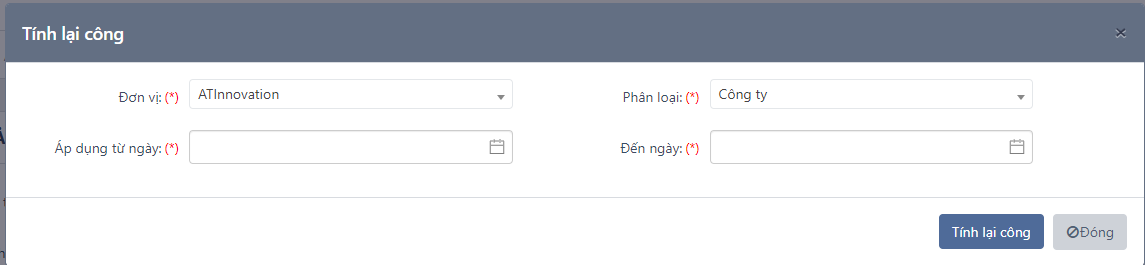 Tính lại công
×
Đơn vị: (*) ATInnovation Phân loại: (*) Công ty
Áp dụng từ ngày: (*) Đến ngày: (*)
Tính lại công Đóng